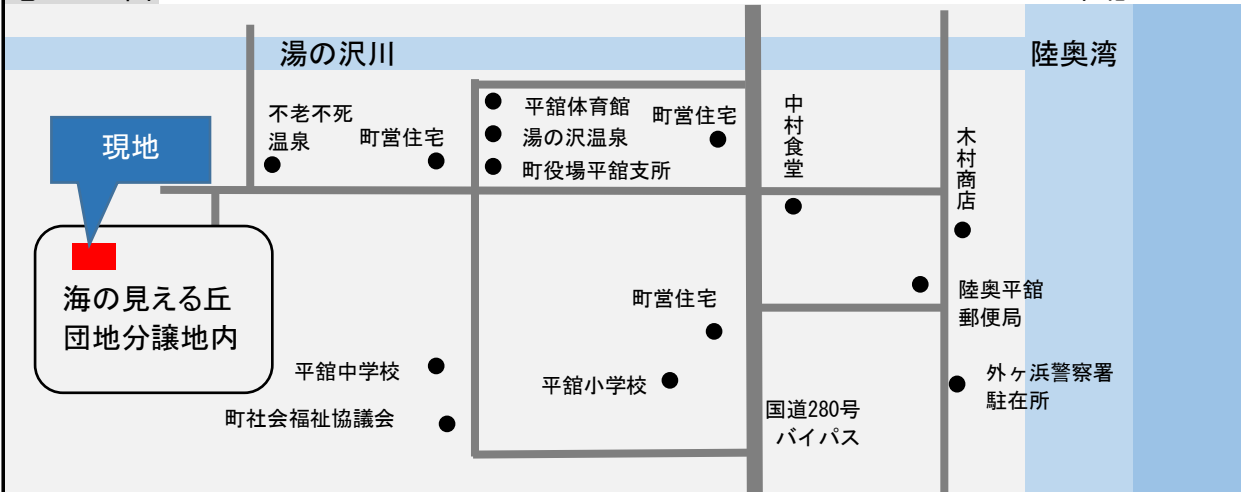 湯の沢川
陸奥湾
不老不死
温泉
町営住宅
平舘体育館
湯の沢温泉
町役場平舘支所
町営住宅
中村食堂
木村商店
現地
海の見える丘
団地分譲地内
町営住宅
陸奥平舘
郵便局
平舘中学校
平舘小学校
町社会福祉協議会
国道280号
バイパス
外ヶ浜警察署
駐在所